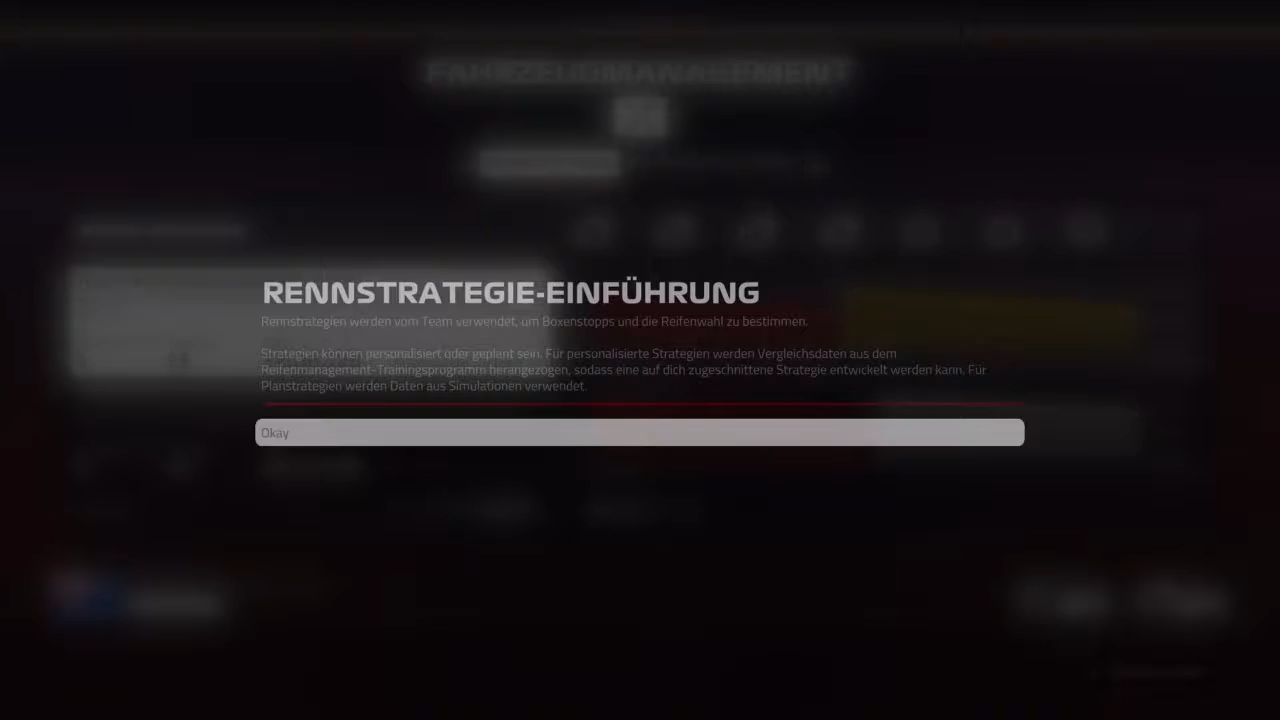 FAHRZEUGMANAGEMENT
RENNSTRATEGIE-EINFÜHRUNG
Rennstrategien werden vom Team verwendet, um Boxenstopps und die Reifenwahl zu bestimmen.
Strategien können personalisiert oder geplant sein. Für personalisierte Strategien werden Vergleichsdaten aus dem
Reifenmanagement-Trainingsprogramm herangezogen, sodass eine auf dich zugeschnittene Strategie entwickelt werden kann. Für
Planstrategien werden Daten aus Simulationen verwendet.
Okay